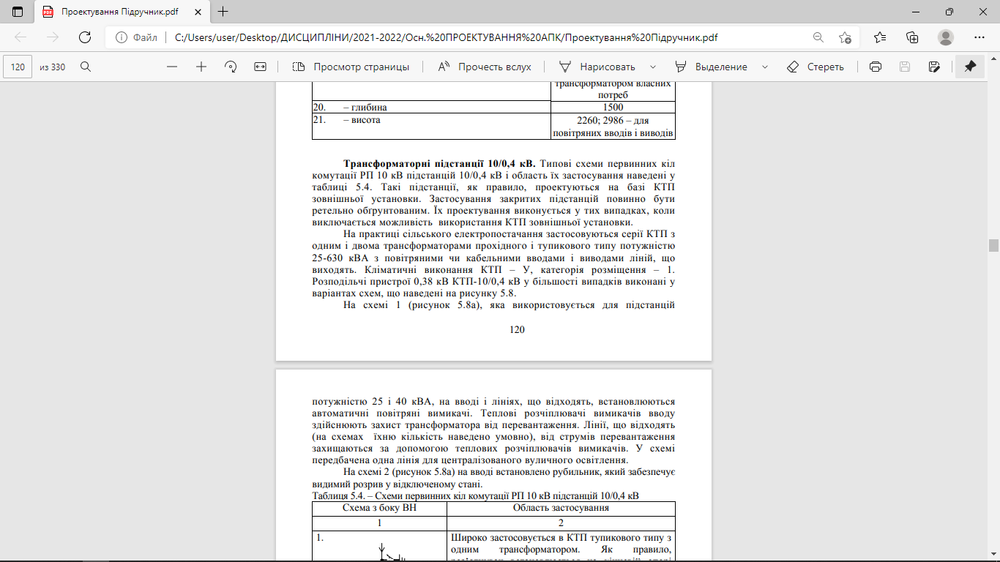 Проектування Підручник.pdf
Файл
C:/Users/user/Desktop/ДИСЦИПЛІНИ/2021-2022/Осн.%20ПРОЕКТУВАННЯ%20АПК/Проектування%20Підручник.pdf
120 из 330
Просмотр страницы
Прочесть вслух
Нарисовать
Выделение
Стереть
трансформатором власних
потреб
20. – глибина 1500
21. – висота 2260; 2986 – для
повітряних вводів і виводів
Трансформаторні підстанції 10/0,4 кВ. Типові схеми первинних кіл
комутації РП 10 кВ підстанцій 10/0,4 кВ і область їх застосування наведені у
таблиці 5.4. Такі підстанції, як правило, проектуються на базі КТП
зовнішньої установки. Застосування закритих підстанцій повинно бути
ретельно обґрунтованим. Їх проектування виконується у тих випадках, коли
виключається можливість використання КТП зовнішньої установки.
На практиці сільського електропостачання застосовуються серії КТП з
одним і двома трансформаторами прохідного і тупикового типу потужністю
25-630 кВА з повітряними чи кабельними вводами і виводами ліній, що
виходять. Кліматичні виконання КТП – У, категорія розміщення – 1.
Розподільчі пристрої 0,38 кВ КТП-10/0,4 кВ у більшості випадків виконані у
варіантах схем, що наведені на рисунку 5.8.
На схемі 1 (рисунок 5.8а), яка використовується для підстанцій
120
потужністю 25 і 40 кВА, на вводі і лініях, що відходять, встановлюються
автоматичні повітряні вимикачі. Теплові розчіплювачі вимикачів вводу
здійснюють захист трансформатора від перевантаження. Лінії, що відходять
(на схемах їхню кількість наведено умовно), від струмів перевантаження
захищаються за допомогою теплових розчіплювачів вимикачів. У схемі
передбачена одна лінія для централізованого вуличного освітлення.
На схемі 2 (рисунок 5.8а) на вводі встановлено рубильник, який забезпечує
видимий розрив у відключеному стані.
Таблиця 5.4. – Схеми первинних кіл комутації РП 10 кВ підстанцій 10/0,4 кВ
Схема з боку ВН Область застосування
1 2
1. Широко застосовується в КТП тупикового типу з
одним трансформатором. Як правило,